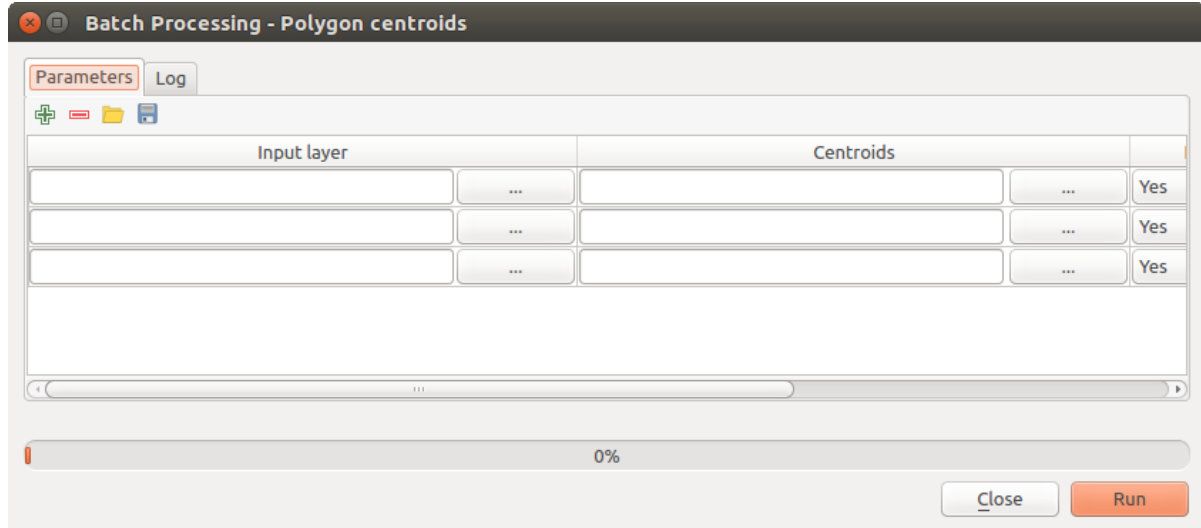 Batch Processing - Polygon centroids
Parameters Log
Input layer Centroids
... ... Yes
... ... Yes
... ... Yes
0%
Close Run